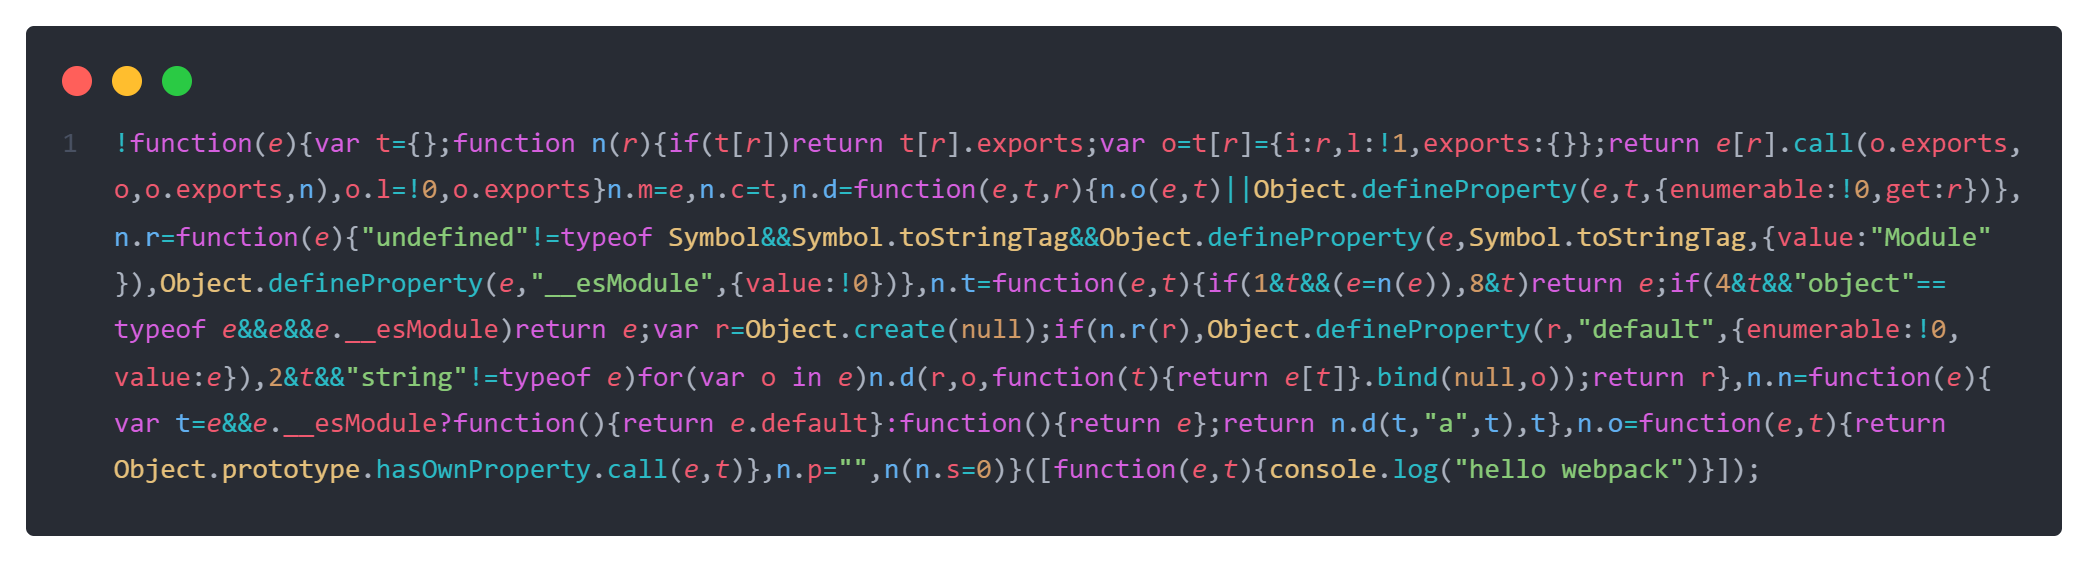 1 !function(e){var t={};function n(r){if(t[r])return t[r].exports;var o=t[r]={i:r,l:!1,exports:{}};return e[r].call(o.exports,
o,o.exports,n),o.l=!0,o.exports}n.m=e,n.c=t,n.d=function(e,t,r){n.o(e,t)||Object.defineProperty(e,t,{enumerable:!0,get:r})},
n.r=function(e){"undefined"!=typeof Symbol&&Symbol.toStringTag&&Object.defineProperty(e,Symbol.toStringTag,{value:"Module"
}),Object.defineProperty(e,"__esModule",{value:!0})},n.t=function(e,t){if(1&t&&(e=n(e)),8&t)return e;if(4&t&&"object"==
typeof e&&e&&e.__esModule)return e;var r=Object.create(null);if(n.r(r),Object.defineProperty(r,"default",{enumerable:!0,
value:e}),2&t&&"string"!=typeof e)for(var o in e)n.d(r,o,function(t){return e[t]}.bind(null,o));return r},n.n=function(e){
var t=e&&e.__esModule?function(){return e.default}:function(){return e};return n.d(t,"a",t),t},n.o=function(e,t){return
Object.prototype.hasOwnProperty.call(e,t)},n.p="",n(n.s=0)}([function(e,t){console.log("hello webpack")}]);